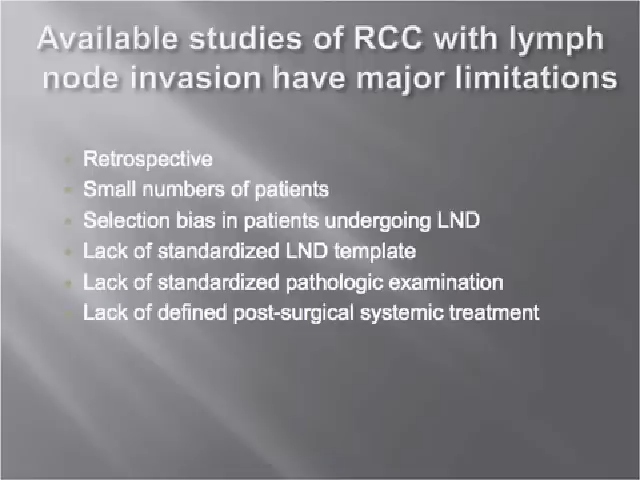 Available studies of RCC with lymph
node invasion have major limitations
Retrospective
Small numbers of patients
Selection bias in patients undergoing LND
Lack of standardized LND template
Lack of standardized pathologic examination
Lack of defined post-surgical systemic treatment